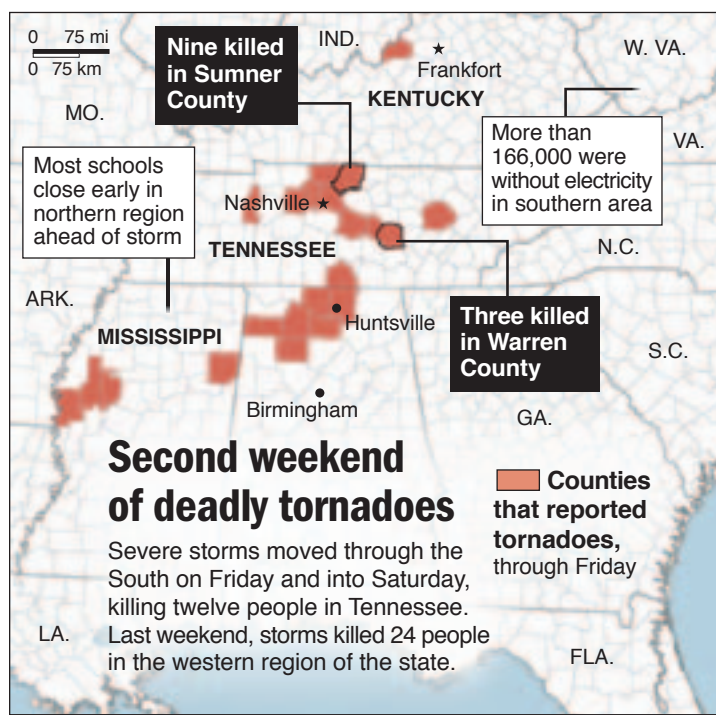 0 75 mi
0 75 km
Nine killed
in Sumner
County
IND.
Frankfort
KENTUCKY
W. VA.
MO.
More than
166,000 were
without electricity
in southern area
VA.
Most schools
close early in
northern region
ahead of storm
Nashville
TENNESSEE
N.C.
ARK.
MISSISSIPPI
Huntsville
Three killed
in Warren
County
S.C.
Birmingham
GA.
Second weekend
of deadly tornadoes
Severe storms moved through the
South on Friday and into Saturday,
killing twelve people in Tennessee.
Last weekend, storms killed 24 people
in the western region of the state.
Counties
that reported
tornadoes,
through Friday
LA.
FLA.